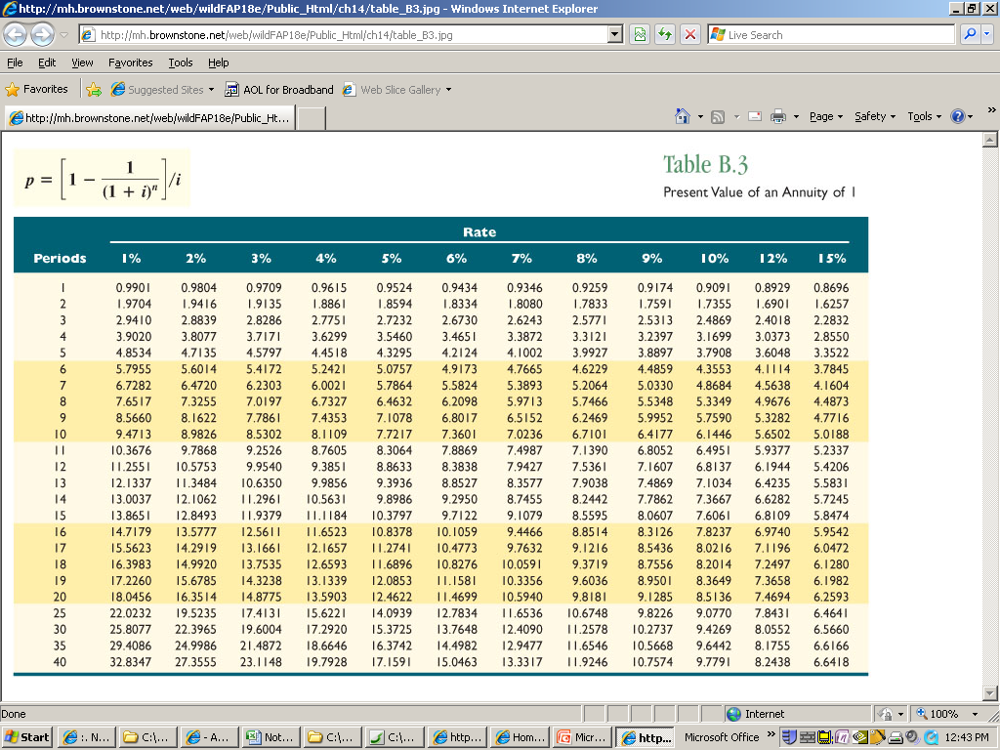 http://mh.brownstone.net/web/wildFAP18e/Public_Html/ch14/table_B3.jpg - Windows Internet Explorer
http://mh.brownstone.net/web/wildFAP18e/Public_Html/ch14/table_B3.jpg Live Search
File Edit View Favorites Tools Help
Favorites Suggested Sites AOL for Broadband Web Slice Gallery
http://mh.brownstone.net/web/wildFAP18e/Public_Ht... Page Safety Tools »
p = [1 - 1/(1 + i)^n]/i
Table B.3
Present Value of an Annuity of 1
Rate
Periods 1% 2% 3% 4% 5% 6% 7% 8% 9% 10% 12% 15%
1 0.9901 0.9804 0.9709 0.9615 0.9524 0.9434 0.9346 0.9259 0.9174 0.9091 0.8929 0.8696
2 1.9704 1.9416 1.9135 1.8861 1.8594 1.8334 1.8080 1.7833 1.7591 1.7355 1.6901 1.6257
3 2.9410 2.8839 2.8286 2.7751 2.7232 2.6730 2.6243 2.5771 2.5313 2.4869 2.4018 2.2832
4 3.9020 3.8077 3.7171 3.6299 3.5460 3.4651 3.3872 3.3121 3.2397 3.1699 3.0373 2.8550
5 4.8534 4.7135 4.5797 4.4518 4.3295 4.2124 4.1002 3.9927 3.8897 3.7908 3.6048 3.3522
6 5.7955 5.6014 5.4172 5.2421 5.0757 4.9173 4.7665 4.6229 4.4859 4.3553 4.1114 3.7845
7 6.7282 6.4720 6.2303 6.0021 5.7864 5.5824 5.3893 5.2064 5.0330 4.8684 4.5638 4.1604
8 7.6517 7.3255 7.0197 6.7327 6.4632 6.2098 5.9713 5.7466 5.5348 5.3349 4.9676 4.4873
9 8.5660 8.1622 7.7861 7.4353 7.1078 6.8017 6.5152 6.2469 5.9952 5.7590 5.3282 4.7716
10 9.4713 8.9826 8.5302 8.1109 7.7217 7.3601 7.0236 6.7101 6.4177 6.1446 5.6502 5.0188
11 10.3676 9.7868 9.2526 8.7605 8.3064 7.8869 7.4987 7.1390 6.8052 6.4951 5.9377 5.2337
12 11.2551 10.5753 9.9540 9.3851 8.8633 8.3838 7.9427 7.5361 7.1607 6.8137 6.1944 5.4206
13 12.1337 11.3484 10.6350 9.9856 9.3936 8.8527 8.3577 7.9038 7.4869 7.1034 6.4235 5.5831
14 13.0037 12.1062 11.2961 10.5631 9.8986 9.2950 8.7455 8.2442 7.7862 7.3667 6.6282 5.7245
15 13.8651 12.8493 11.9379 11.1184 10.3797 9.7122 9.1079 8.5595 8.0607 7.6061 6.8109 5.8474
16 14.7179 13.5777 12.5611 11.6523 10.8378 10.1059 9.4466 8.8514 8.3126 7.8237 6.9740 5.9542
17 15.5623 14.2919 13.1661 12.1657 11.2741 10.4773 9.7632 9.1216 8.5436 8.0216 7.1196 6.0472
18 16.3983 14.9920 13.7535 12.6593 11.6896 10.8276 10.0591 9.3719 8.7556 8.2014 7.2497 6.1280
19 17.2260 15.6785 14.3238 13.1339 12.0853 11.1581 10.3356 9.6036 8.9501 8.3649 7.3658 6.1982
20 18.0456 16.3514 14.8775 13.5903 12.4622 11.4699 10.5940 9.8181 9.1285 8.5136 7.4694 6.2593
25 22.0232 19.5235 17.4131 15.6221 14.0939 12.7834 11.6536 10.6748 9.8226 9.0770 7.8431 6.4641
30 25.8077 22.3965 19.6004 17.2920 15.3725 13.7648 12.4090 11.2578 10.2737 9.4269 8.0552 6.5660
35 29.4086 24.9986 21.4872 18.6646 16.3742 14.4982 12.9477 11.6546 10.5668 9.6442 8.1755 6.6166
40 32.8347 27.3555 23.1148 19.7928 17.1591 15.0463 13.3317 11.9246 10.7574 9.7791 8.2438 6.6418
Done Internet 100%
Start :. N... C:\... - A... Not... C:\... C:\... http... Hom... Micr... http... Microsoft Office » 12:43 PM